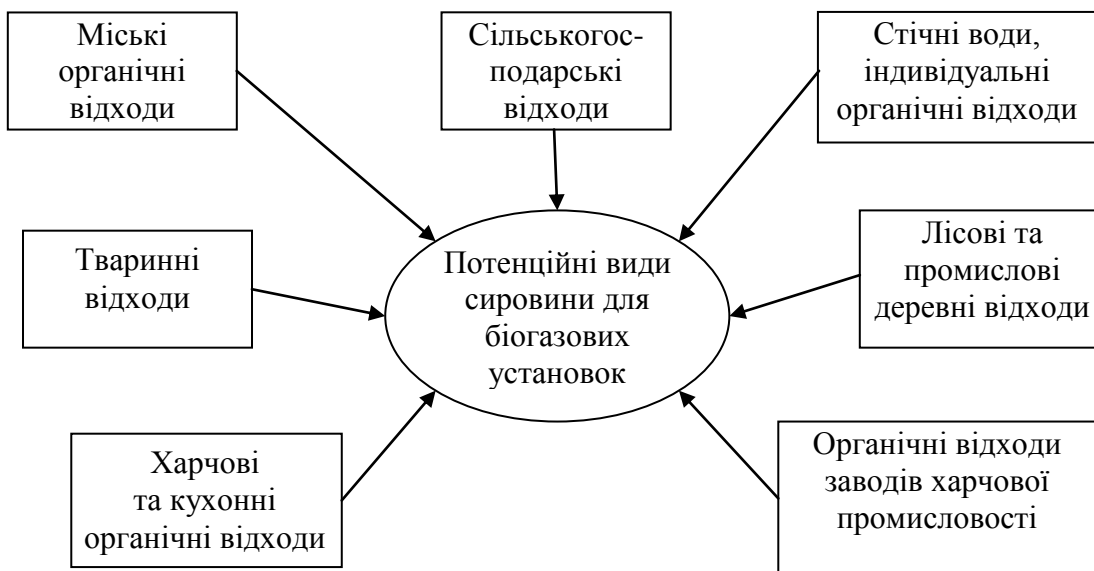 Міські
органічні
відходи
Сільськогос-
подарські
відходи
Стічні води,
індивідуальні
органічні відходи
Тваринні
відходи
Потенційні види
сировини для
біогазових
установок
Лісові та
промислові
деревні відходи
Харчові
та кухонні
органічні відходи
Органічні відходи
заводів харчової
промисловості